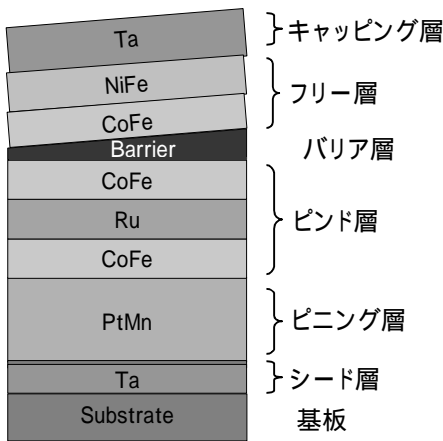 Ta キャッピング層
NiFe
フリー層
CoFe
Barrier バリア層
CoFe
Ru ピンド層
CoFe
PtMn ピニング層
Ta シード層
Substrate 基板